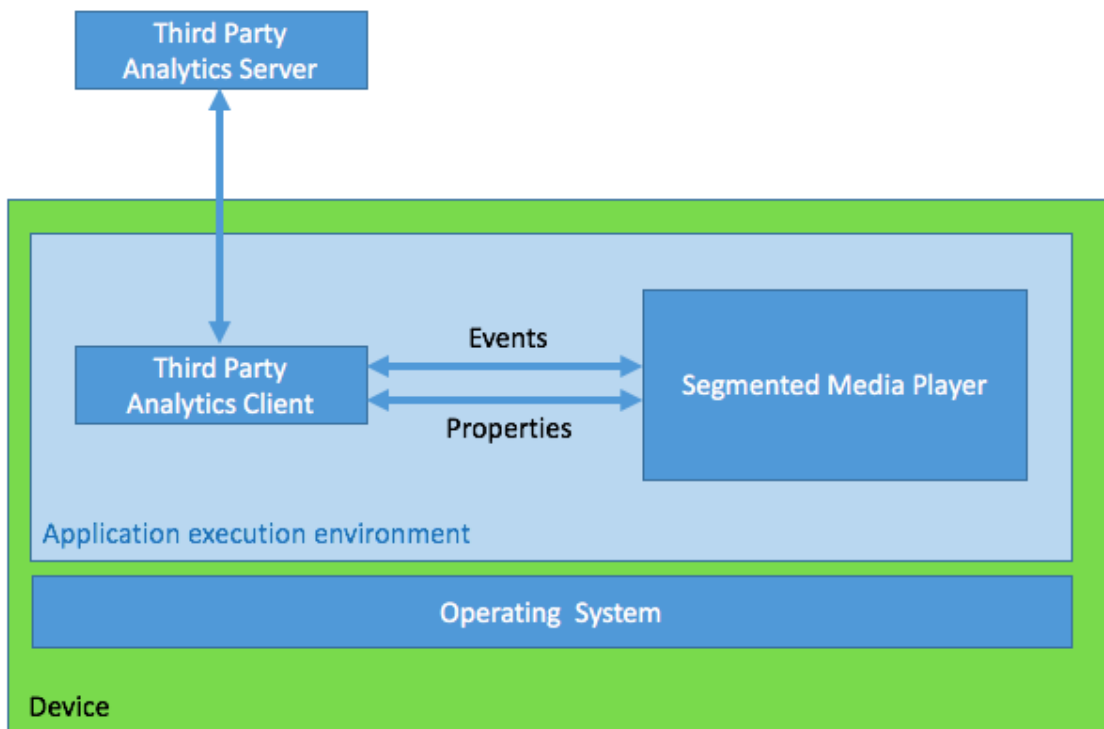 Third Party
Analytics Server
Events
Third Party
Analytics Client
Segmented Media Player
Properties
Application execution environment
Operating System
Device